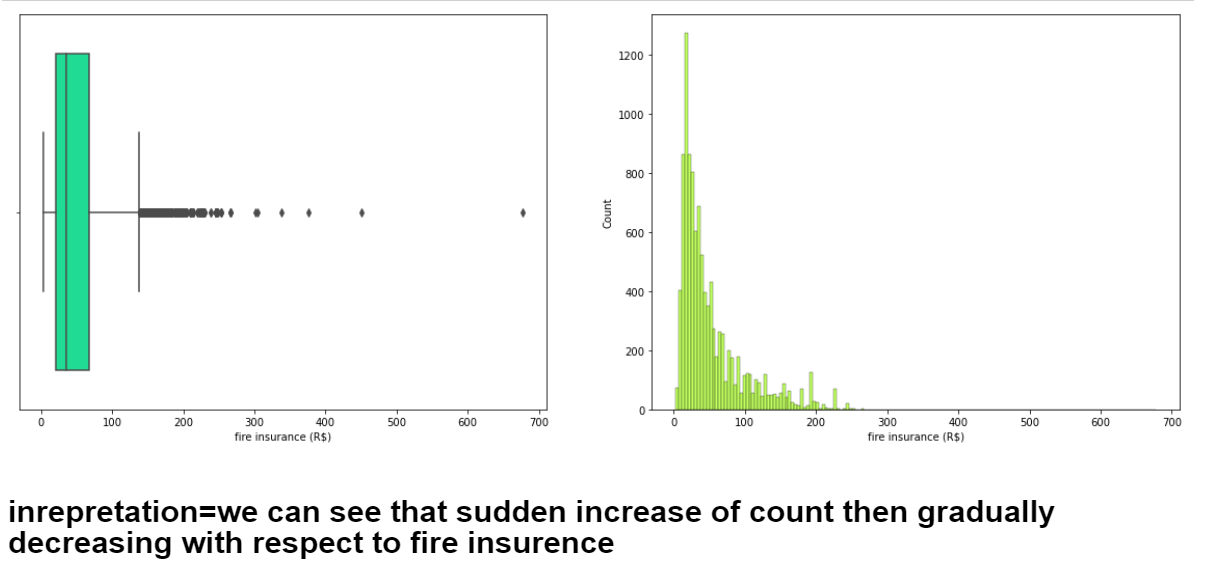 0 100 200 300 400 500 600 700
fire insurance (R$)
1200
1000
800
600
400
200
0
Count
0 100 200 300 400 500 600 700
fire insurance (R$)
inrepretation=we can see that sudden increase of count then gradually
decreasing with respect to fire insurence